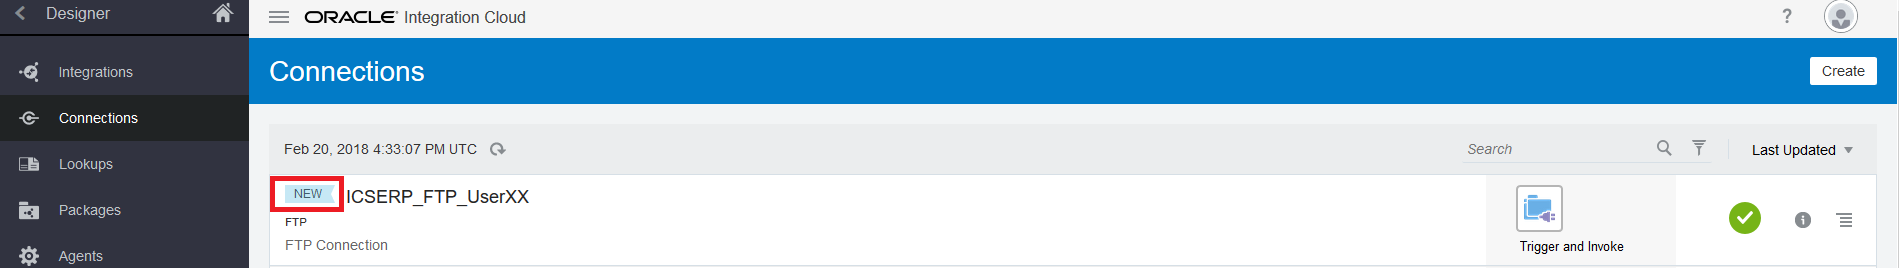 Designer
ORACLE Integration Cloud
?
Integrations
Connections
Create
Connections
Feb 20, 2018 4:33:07 PM UTC
Search
Last Updated
Lookups
NEW
ICSERP_FTP_UserXX
Packages
FTP
FTP Connection
Trigger and Invoke
Agents